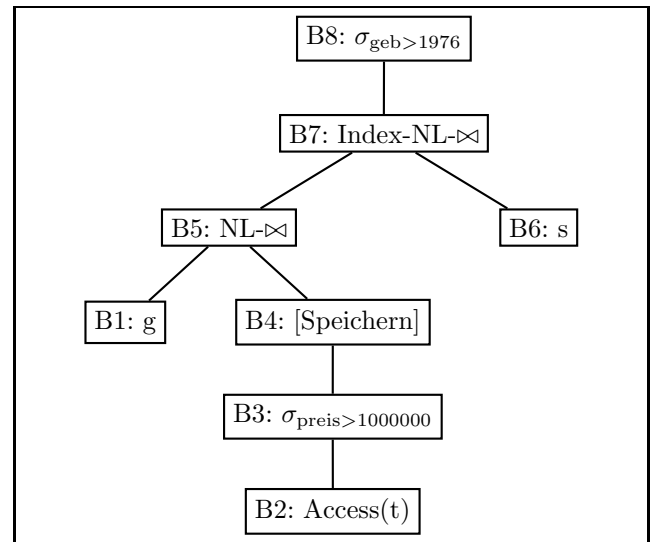 B8: σgeb>1976
B7: Index-NL-⋈
B5: NL-⋈
B6: s
B1: g
B4: [Speichern]
B3: σpreis>1000000
B2: Access(t)